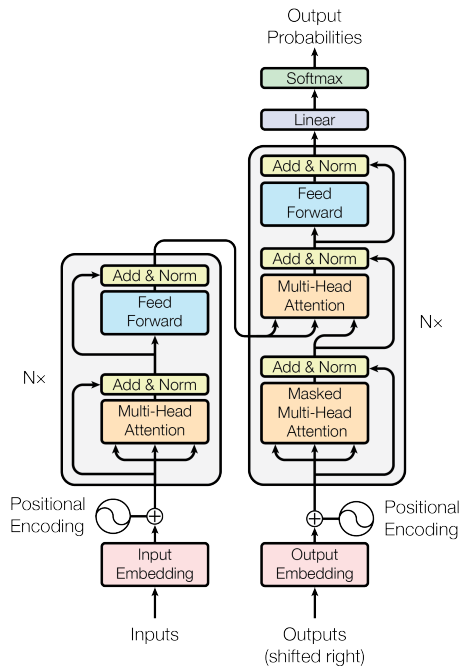 Output
Probabilities
Softmax
Linear
Add & Norm
Feed
Forward
Add & Norm
Multi-Head
Attention
Add & Norm
Masked
Multi-Head
Attention
N×
Add & Norm
Feed
Forward
N×
Add & Norm
Multi-Head
Attention
Positional
Encoding
Positional
Encoding
Input
Embedding
Output
Embedding
Inputs
Outputs
(shifted right)